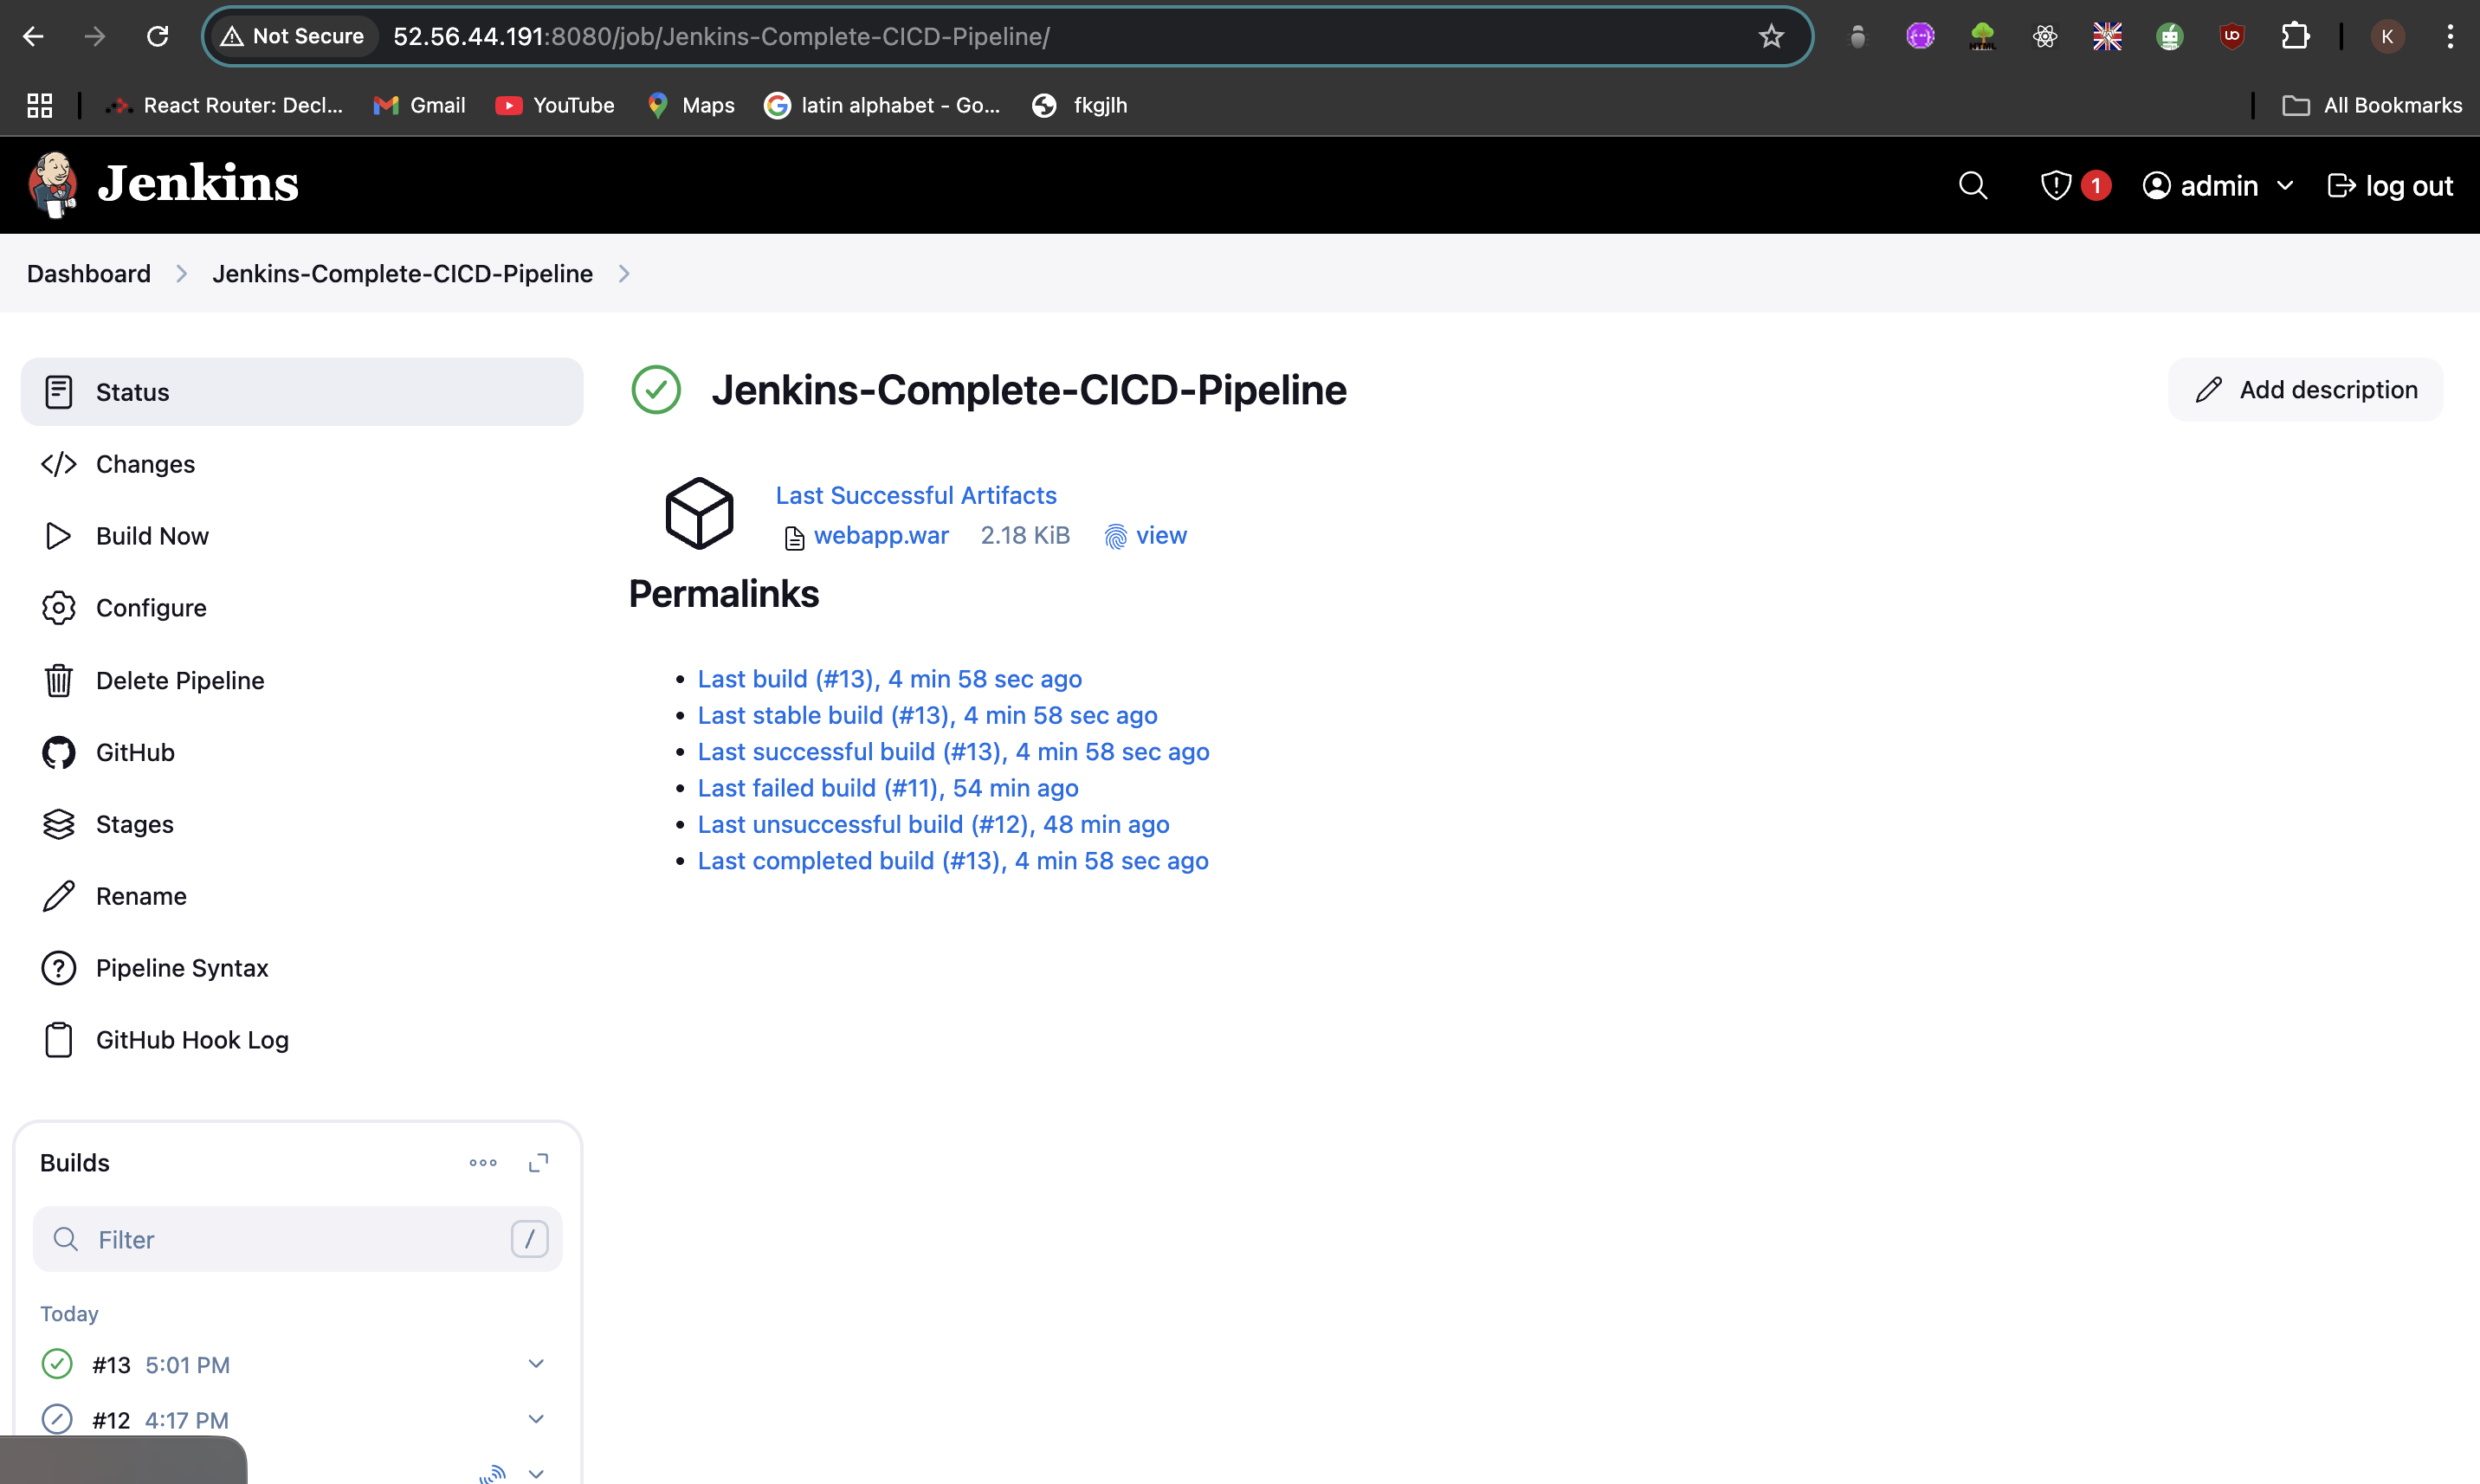 Not Secure 52.56.44.191:8080/job/Jenkins-Complete-CICD-Pipeline/ K
React Router: Decl... Gmail YouTube Maps latin alphabet - Go... fkgjlh All Bookmarks
Jenkins 1 admin log out
Dashboard Jenkins-Complete-CICD-Pipeline
Status
Changes
Build Now
Configure
Delete Pipeline
GitHub
Stages
Rename
Pipeline Syntax
GitHub Hook Log
Jenkins-Complete-CICD-Pipeline
Add description
Last Successful Artifacts
webapp.war 2.18 KiB view
Permalinks
• Last build (#13), 4 min 58 sec ago
• Last stable build (#13), 4 min 58 sec ago
• Last successful build (#13), 4 min 58 sec ago
• Last failed build (#11), 54 min ago
• Last unsuccessful build (#12), 48 min ago
• Last completed build (#13), 4 min 58 sec ago
Builds
Filter /
Today
#13 5:01 PM
#12 4:17 PM